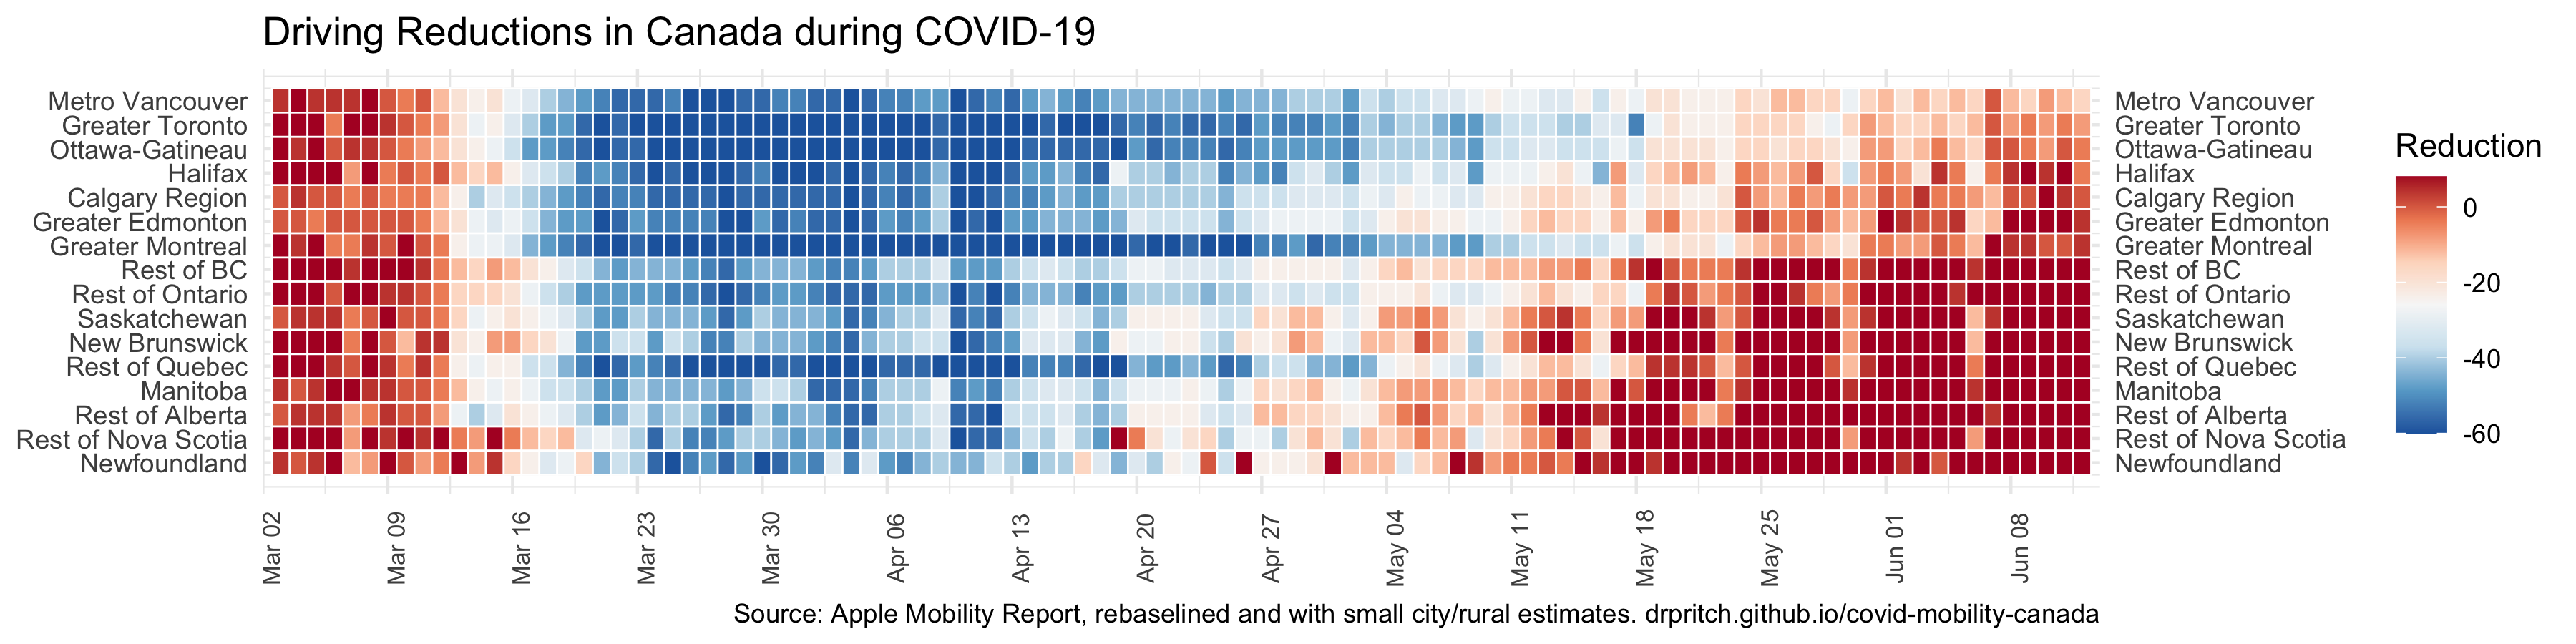 Driving Reductions in Canada during COVID-19
Metro Vancouver
Greater Toronto
Ottawa-Gatineau
Halifax
Calgary Region
Greater Edmonton
Greater Montreal
Rest of BC
Rest of Ontario
Saskatchewan
New Brunswick
Rest of Quebec
Manitoba
Rest of Alberta
Rest of Nova Scotia
Newfoundland
Metro Vancouver
Greater Toronto
Ottawa-Gatineau
Halifax
Calgary Region
Greater Edmonton
Greater Montreal
Rest of BC
Rest of Ontario
Saskatchewan
New Brunswick
Rest of Quebec
Manitoba
Rest of Alberta
Rest of Nova Scotia
Newfoundland
Reduction
0
-20
-40
-60
Mar 02
Mar 09
Mar 16
Mar 23
Mar 30
Apr 06
Apr 13
Apr 20
Apr 27
May 04
May 11
May 18
May 25
Jun 01
Jun 08
Source: Apple Mobility Report, rebaselined and with small city/rural estimates. drpritch.github.io/covid-mobility-canada